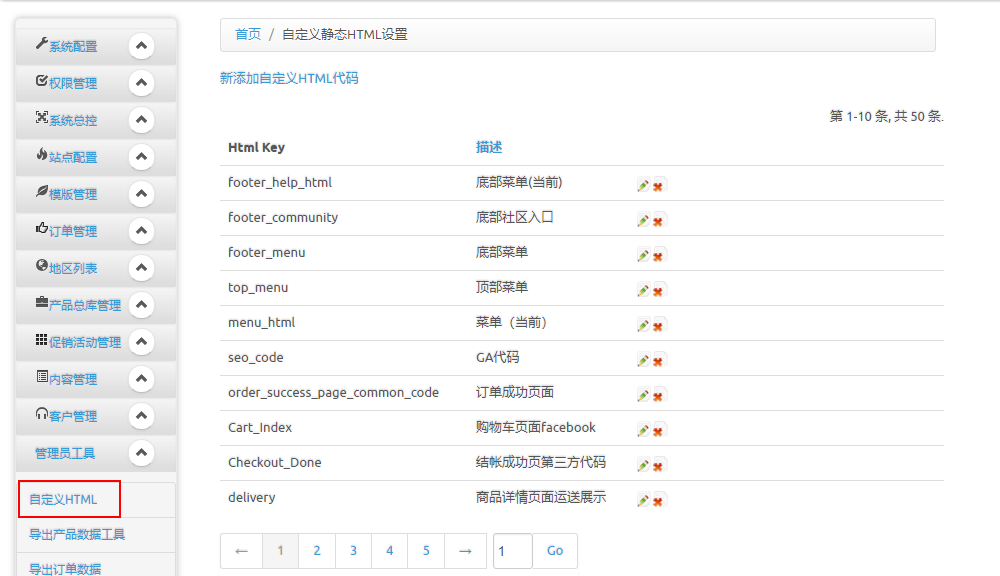 系统配置
权限管理
系统总控
站点配置
模版管理
订单管理
地区列表
产品总库管理
促销活动管理
内容管理
客户管理
管理员工具
自定义HTML
导出产品数据工具
导出订单数据
首页 / 自定义静态HTML设置
新添加自定义HTML代码
第 1-10 条, 共 50 条.
Html Key 描述
footer_help_html 底部菜单(当前)
footer_community 底部社区入口
footer_menu 底部菜单
top_menu 顶部菜单
menu_html 菜单（当前）
seo_code GA代码
order_success_page_common_code 订单成功页面
Cart_Index 购物车页面facebook
Checkout_Done 结帐成功页第三方代码
delivery 商品详情页面运送展示
← 1 2 3 4 5 → 1 Go